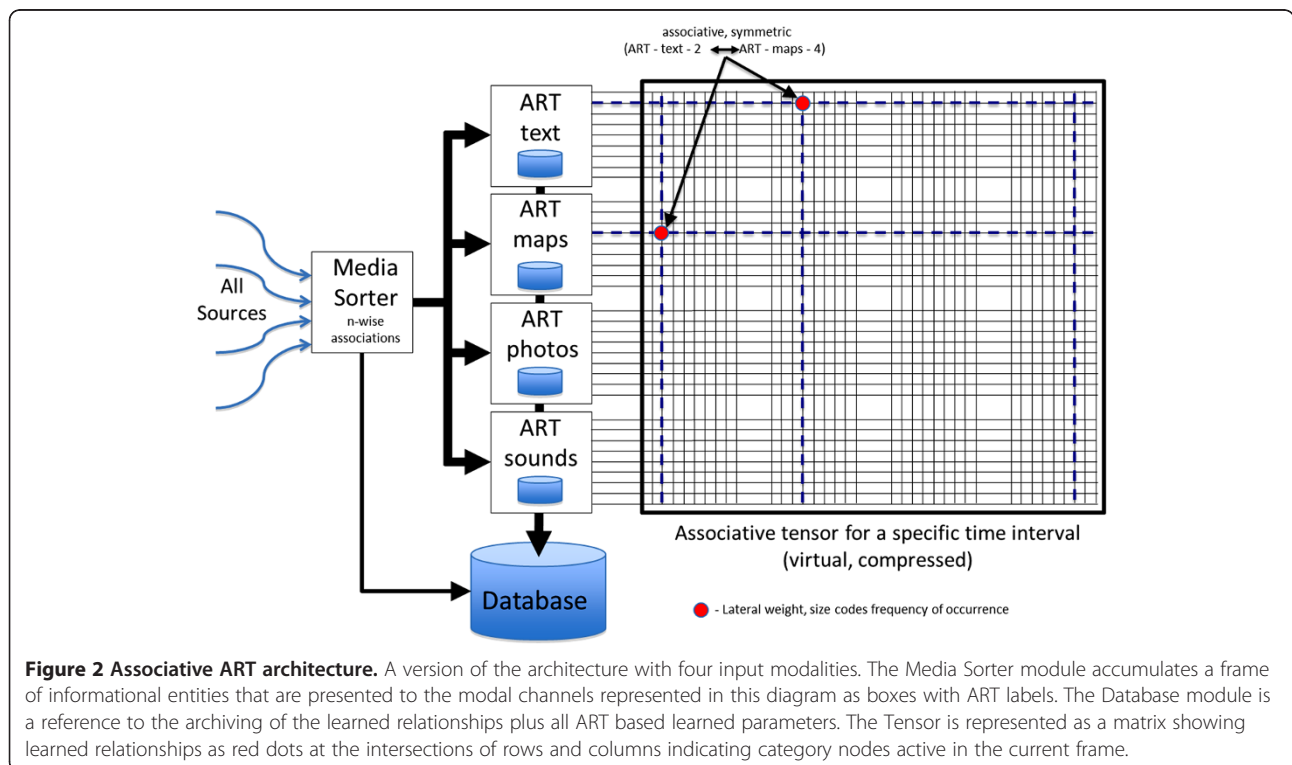 associative, symmetric
(ART - text - 2 ART - maps - 4)
ART
text
ART
maps
ART
photos
ART
sounds
All
Sources
Media
Sorter
n-wise
associations
Database
Associative tensor for a specific time interval
(virtual, compressed)
- Lateral weight, size codes frequency of occurrence
Figure 2 Associative ART architecture. A version of the architecture with four input modalities. The Media Sorter module accumulates a frame
of informational entities that are presented to the modal channels represented in this diagram as boxes with ART labels. The Database module is
a reference to the archiving of the learned relationships plus all ART based learned parameters. The Tensor is represented as a matrix showing
learned relationships as red dots at the intersections of rows and columns indicating category nodes active in the current frame.